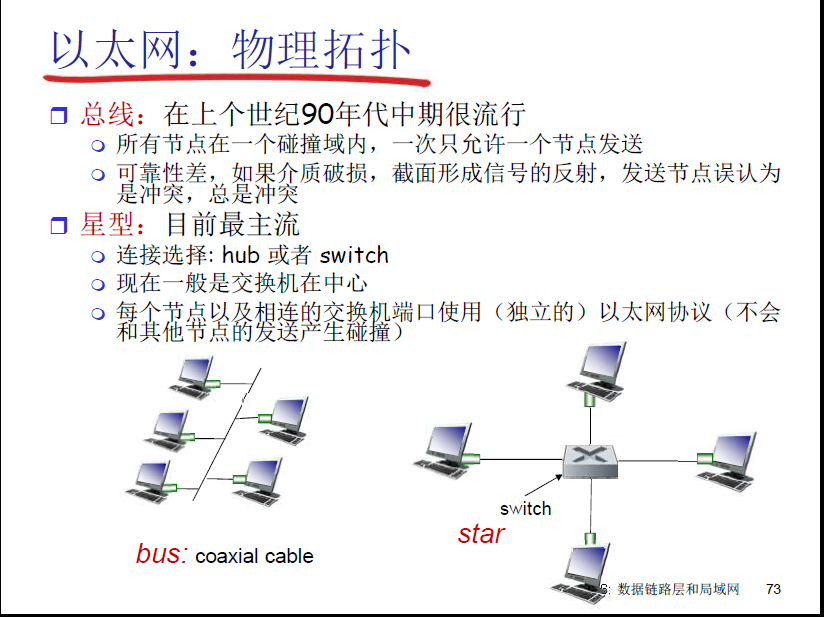 以太网：物理拓扑
总线：在上个世纪90年代中期很流行
所有节点在一个碰撞域内，一次只允许一个节点发送
可靠性差，如果介质破损，截面形成信号的反射，发送节点误认为
是冲突，总是冲突
星型：目前最主流
连接选择: hub 或者 switch
现在一般是交换机在中心
每个节点以及相连的交换机端口使用（独立的）以太网协议（不会
和其他节点的发送产生碰撞）
switch
bus: coaxial cable
star
6: 数据链路层和局域网
73